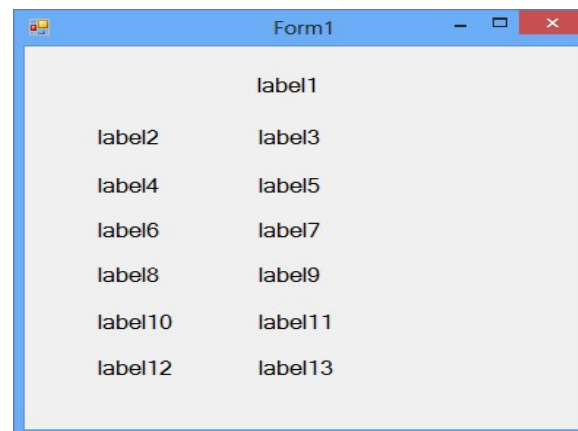 Form1
label1
label2 label3
label4 label5
label6 label7
label8 label9
label10 label11
label12 label13